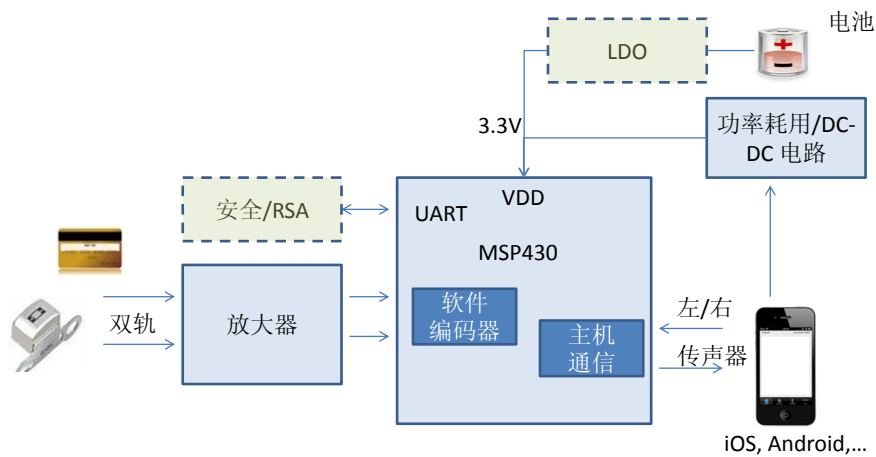 电池
LDO
3.3V
功率耗用/DC-
DC 电路
安全/RSA
UART
VDD
MSP430
双轨
放大器
软件
编码器
主机
通信
左/右
传声器
iOS, Android,...